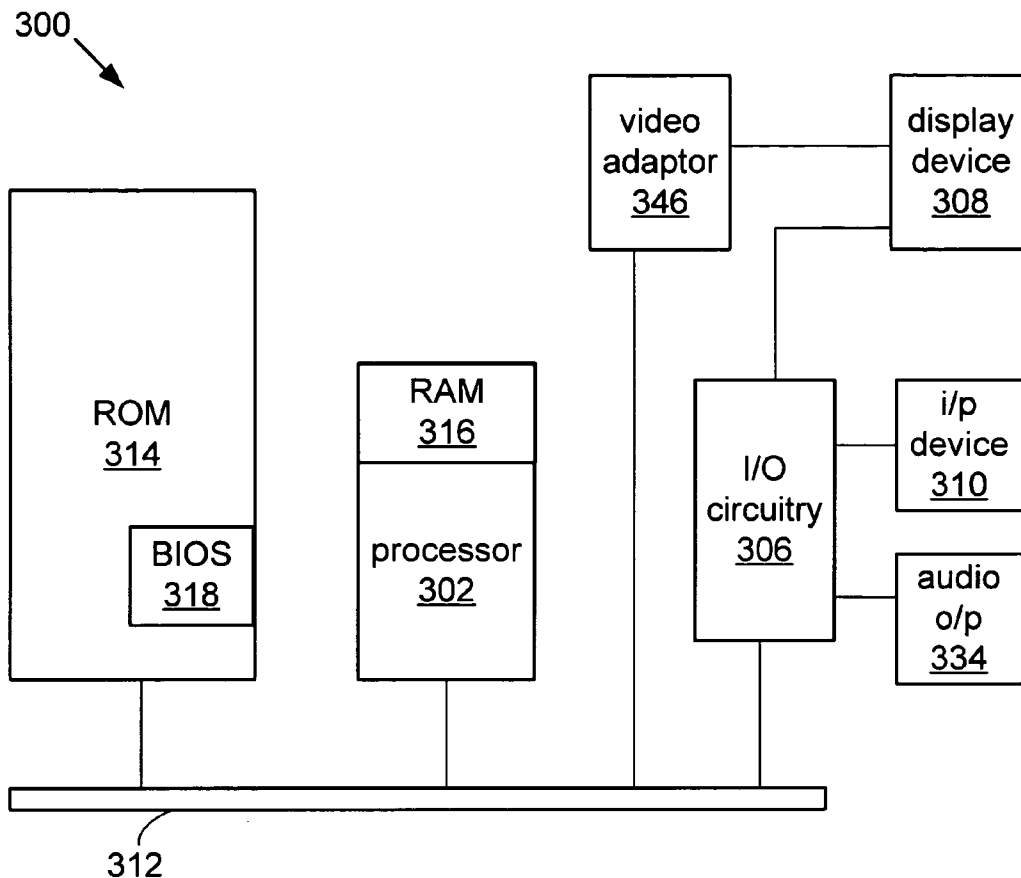 300
video
adaptor
346
display
device
308
ROM
314
BIOS
318
RAM
316
processor
302
I/O
circuitry
306
i/p
device
310
audio
o/p
334
312